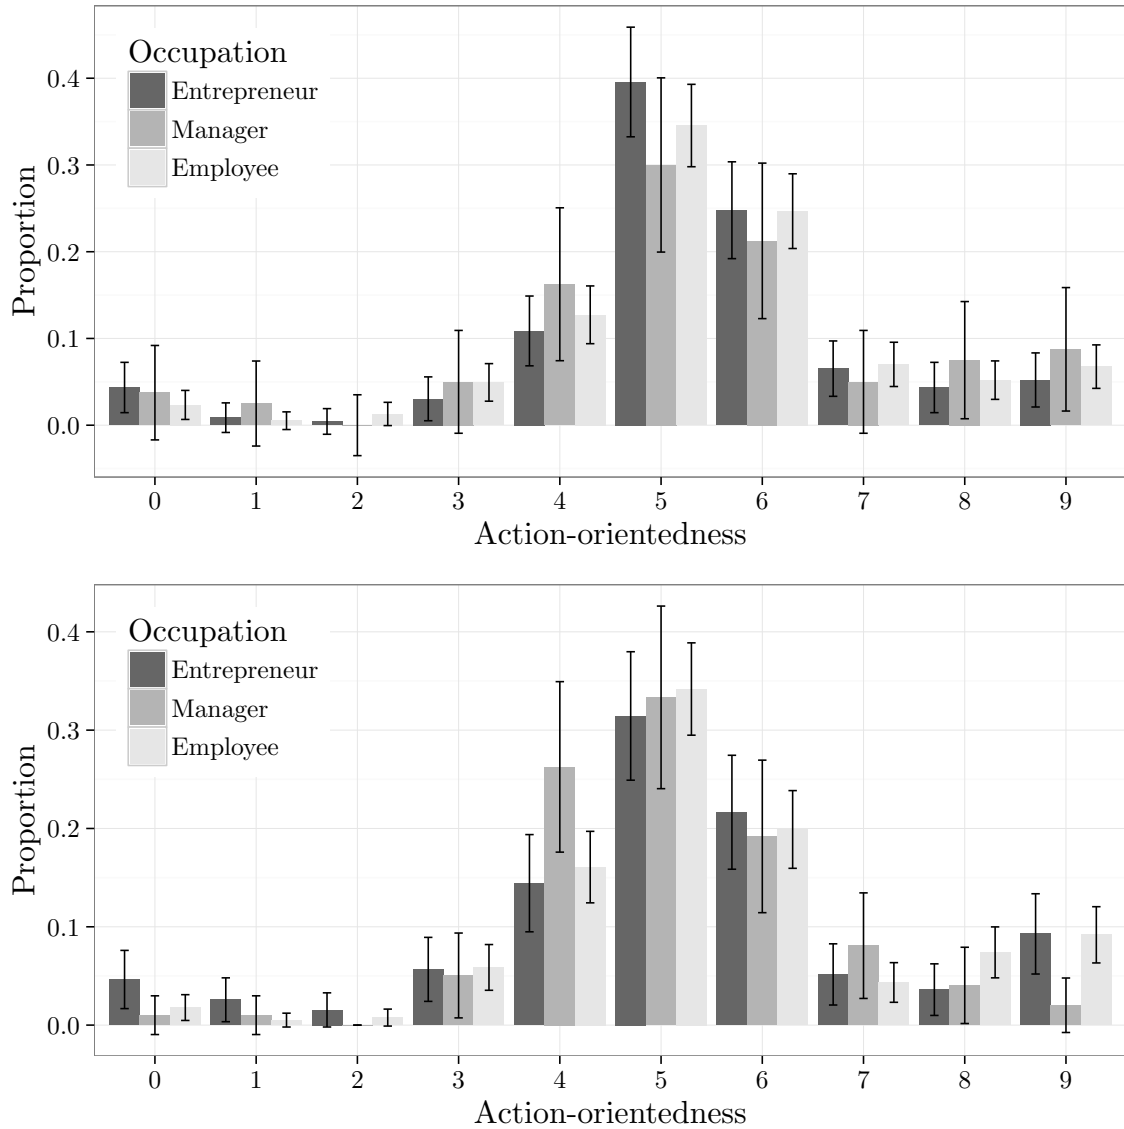 Occupation
Entrepreneur
Manager
Employee
Proportion
0.4
0.3
0.2
0.1
0.0
0 1 2 3 4 5 6 7 8 9
Action-orientedness
Occupation
Entrepreneur
Manager
Employee
Proportion
0.4
0.3
0.2
0.1
0.0
0 1 2 3 4 5 6 7 8 9
Action-orientedness